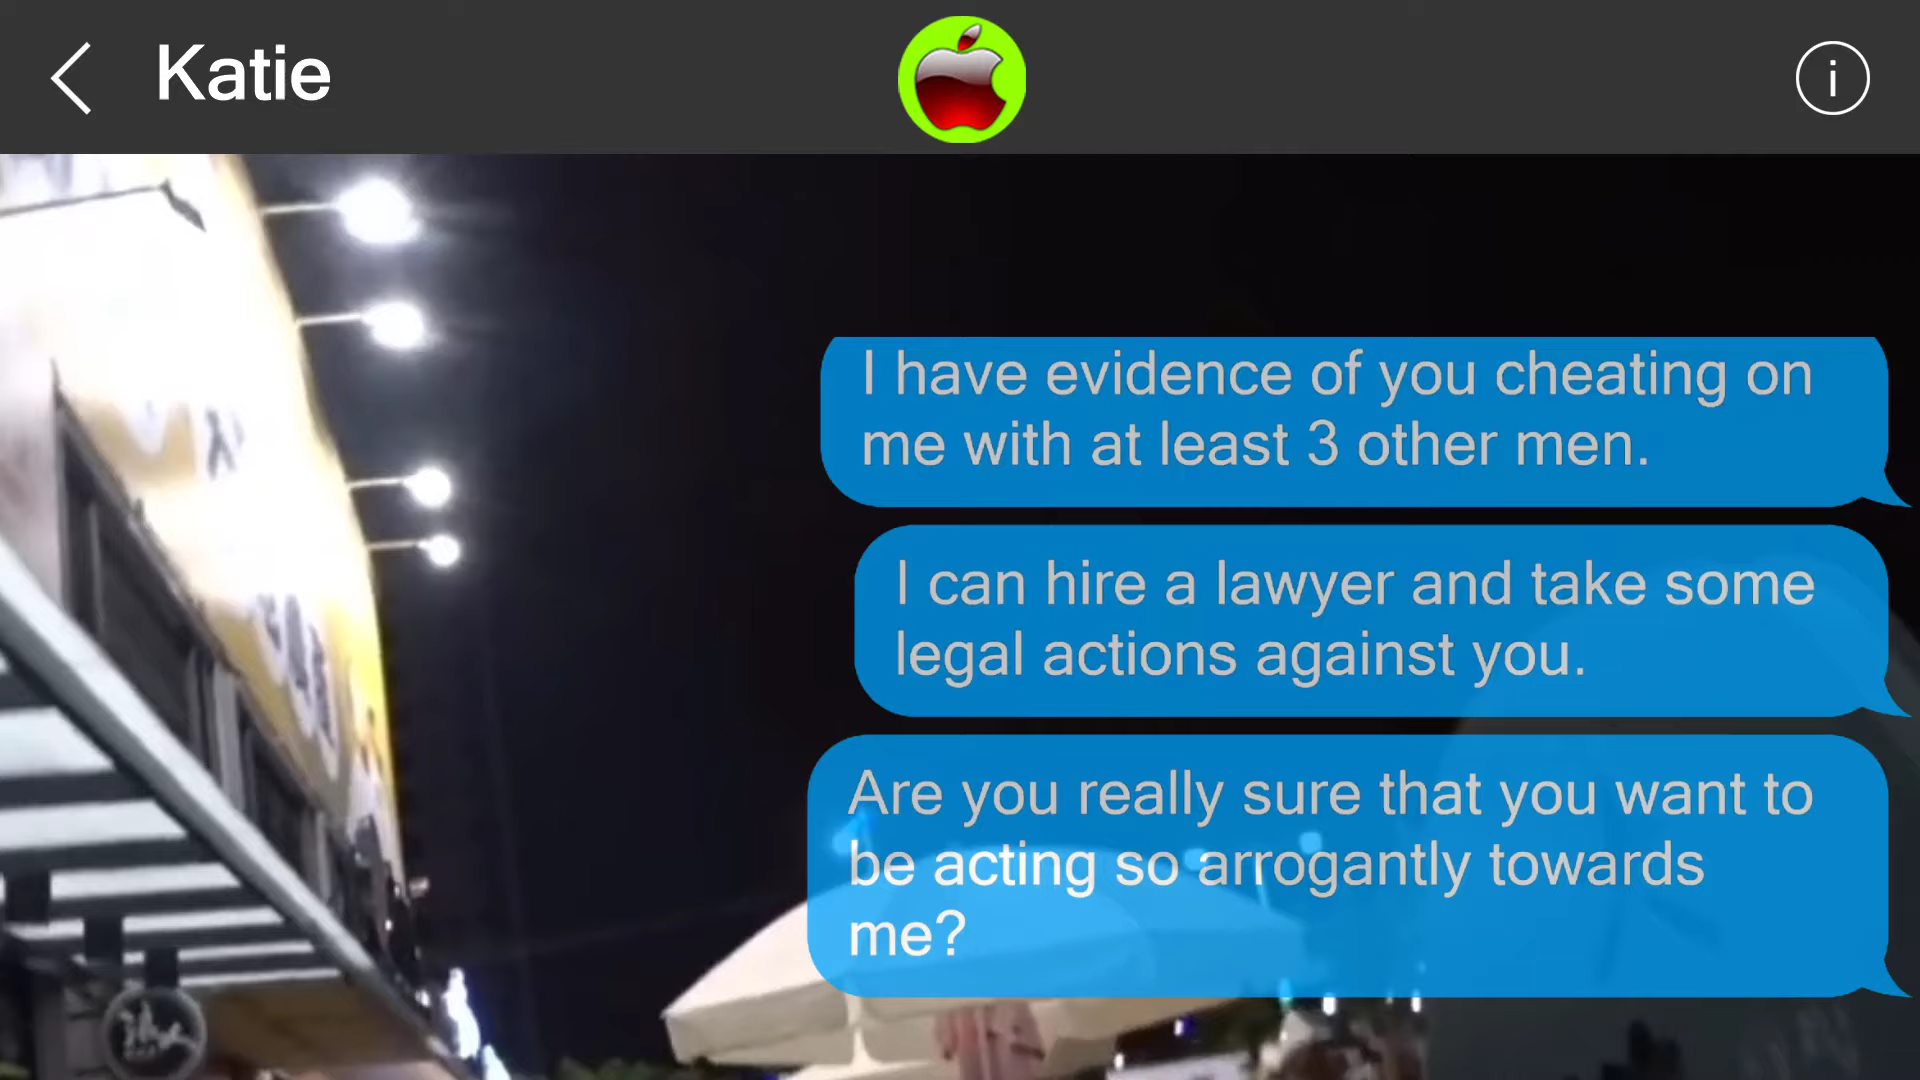 Katie
i
I have evidence of you cheating on
me with at least 3 other men.
I can hire a lawyer and take some
legal actions against you.
Are you really sure that you want to
be acting so arrogantly towards
me?